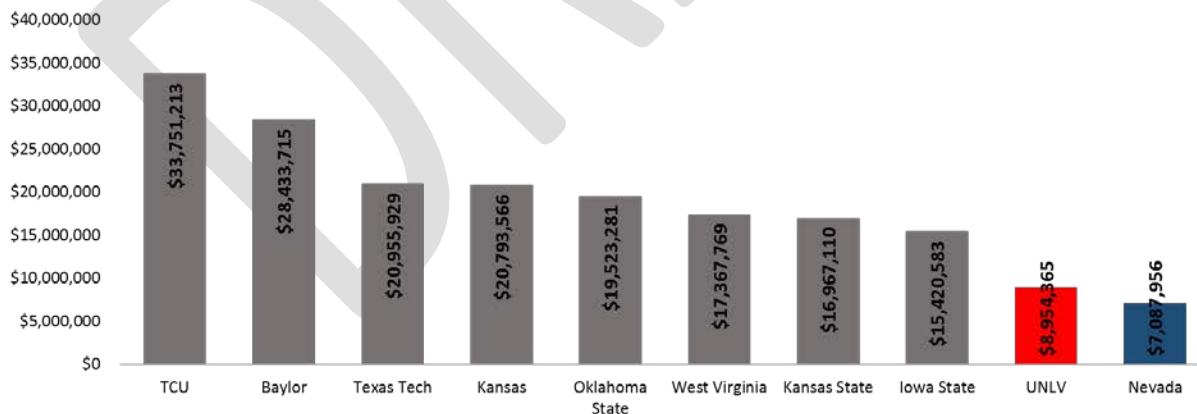 $40,000,000
$35,000,000
$30,000,000
$25,000,000
$20,000,000
$15,000,000
$10,000,000
$5,000,000
$0
$33,751,213
$28,433,715
$20,955,929
$20,793,566
$19,523,281
$17,367,769
$16,967,110
$15,420,583
$8,954,365
$7,087,956
TCU
Baylor
Texas Tech
Kansas
Oklahoma
State
West Virginia
Kansas State
Iowa State
UNLV
Nevada